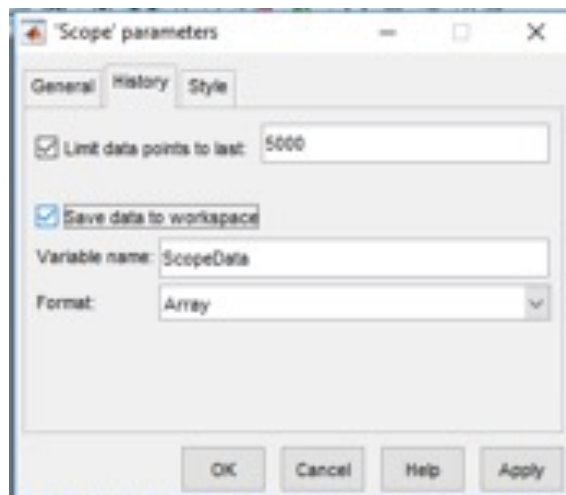 'Scope' parameters
General History Style
Limit data points to last: 5000
Save data to workspace
Variable name: ScopeData
Format: Array
OK Cancel Help Apply